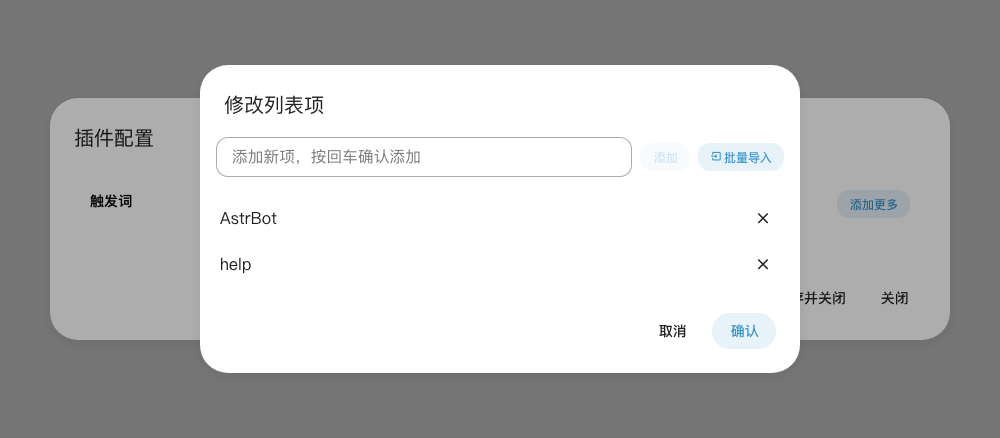 修改列表项
添加新项，按回车确认添加
添加
批量导入
插件配置
触发词
AstrBot
添加更多
help
并关闭
关闭
取消
确认